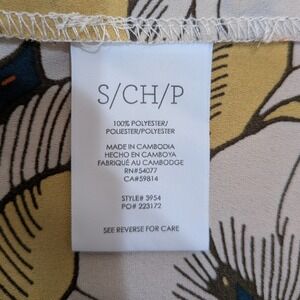 S/CH/P
100% POLYESTER/
POLIESTER/POLYESTER
MADE IN CAMBODIA
HECHO EN CAMBOYA
FABRIQUÉ AU CAMBODGE
RN#54077
CA#59814
STYLE# 3954
PO# 223172
SEE REVERSE FOR CARE